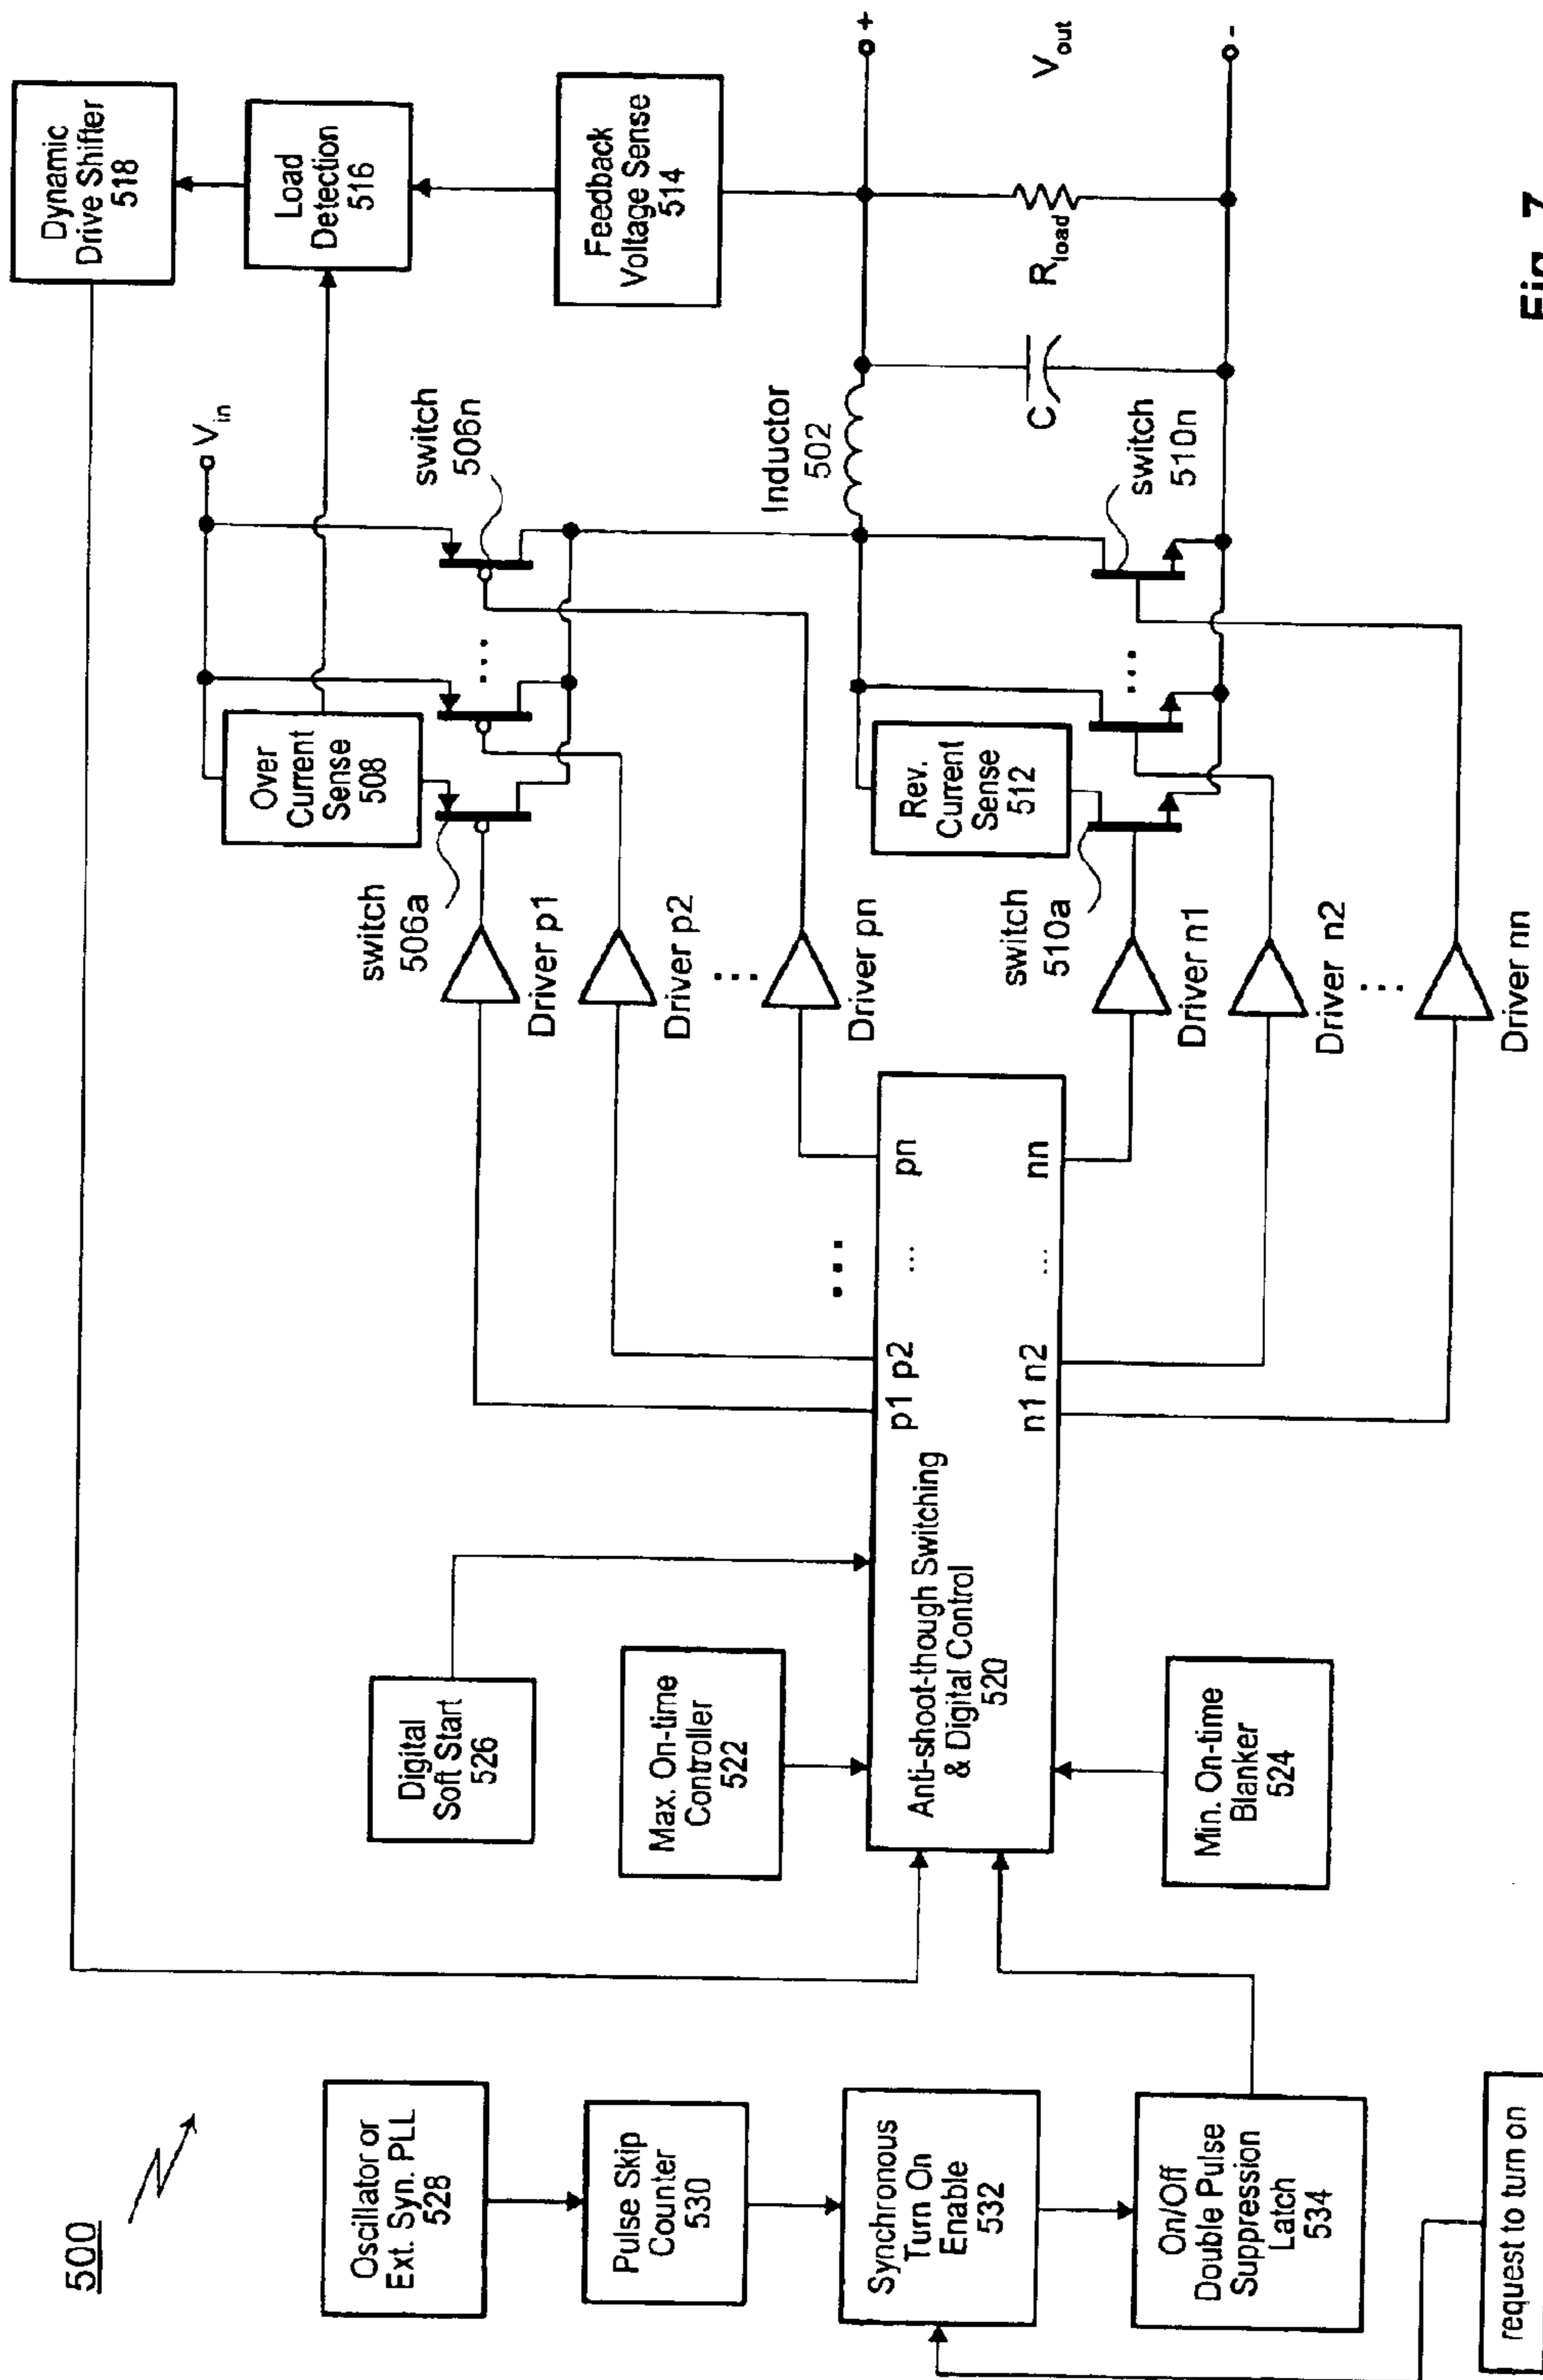 500
Oscillator or
Ext. Syn. PLL
528
Pulse Skip
Counter
530
Synchronous
Turn On
Enable
532
On/Off
Double Pulse
Suppression
Latch
534
request to turn on
Digital
Soft Start
526
Max. On-time
Controller
522
Anti-shoot-though Switching
& Digital Control
520
Min. On-time
Blanker
524
p1 p2 ... pn
n1 n2 ... nn
...
Driver p1
Driver p2
...
Driver pn
Driver n1
Driver n2
...
Driver nn
switch
506a
switch
510a
Over
Current
Sense
508
Rev.
Current
Sense
512
...
...
switch
506n
switch
510n
Vin
Inductor
502
C
Rload
Vout
+
-
Dynamic
Drive Shifter
518
Load
Detection
516
Feedback
Voltage Sense
514
Fig. 7